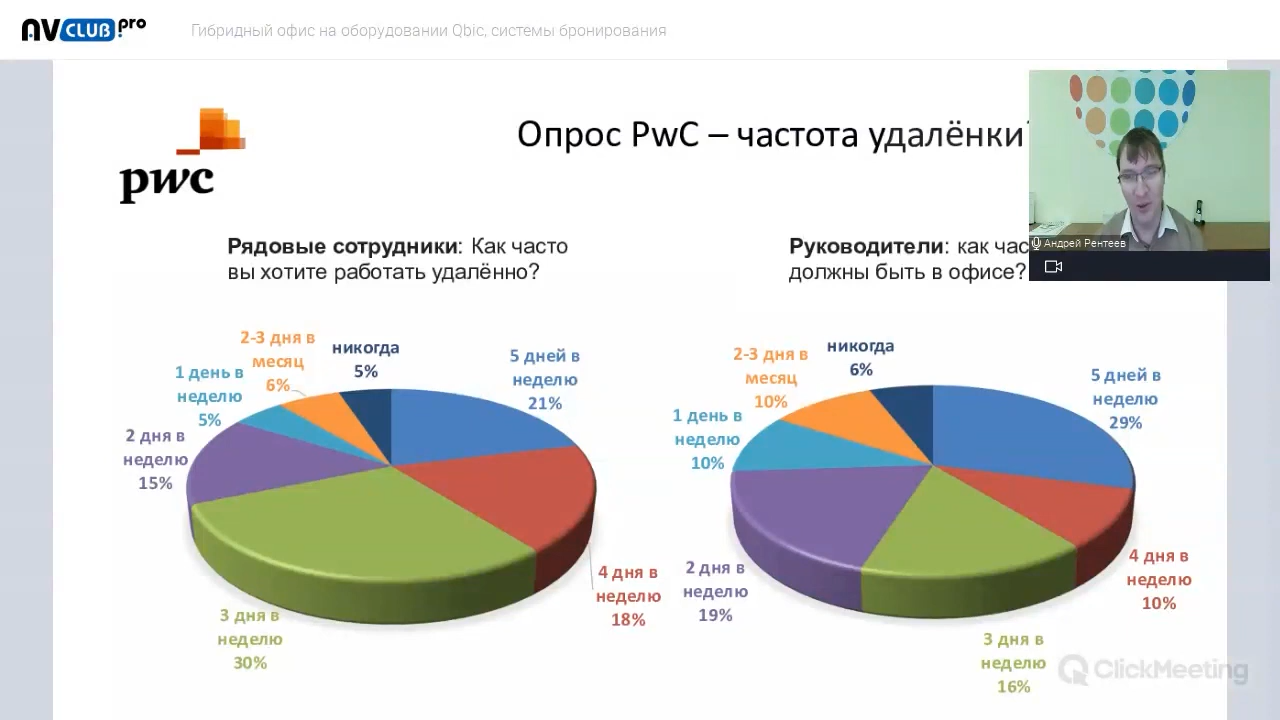 AVCLUB.pro
Гибридный офис на оборудовании Qbic, системы бронирования
pwc
Опрос PwC – частота удалёнки
Андрей Рентеев
Рядовые сотрудники: Как часто
вы хотите работать удалённо?
Руководители: как
должны быть в офисе?
2-3 дня в
месяц
6%
никогда
5%
5 дней в
неделю
21%
1 день в
неделю
5%
2 дня в
неделю
15%
4 дня в
неделю
18%
3 дня в
неделю
30%
2-3 дня в
месяц
10%
никогда
6%
5 дней в
неделю
29%
1 день в
неделю
10%
4 дня в
неделю
10%
2 дня в
неделю
19%
3 дня в
неделю
16%
ClickMeeting